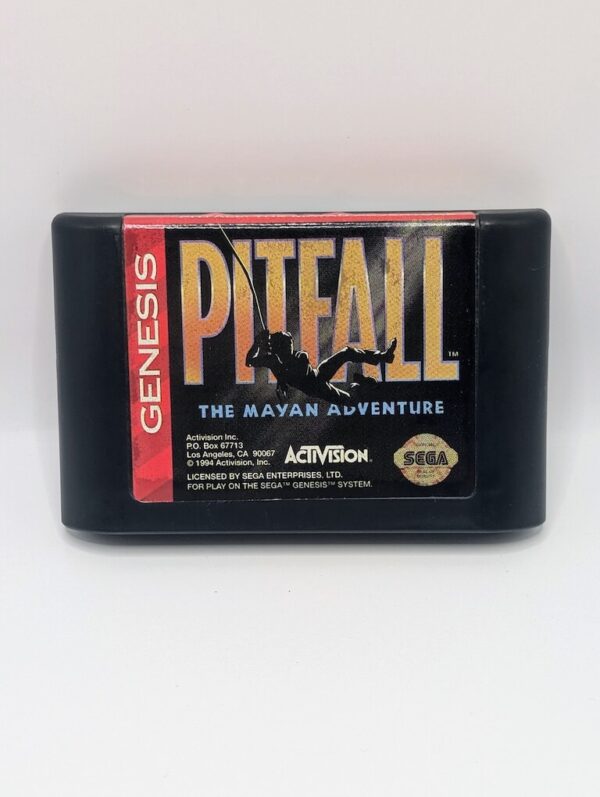 GENESIS
PITFALL
TM
THE MAYAN ADVENTURE
Activision Inc.
P.O. Box 67713
Los Angeles, CA 90067
© 1994 Activision, Inc.
ACTIVISION.
LICENSED BY SEGA ENTERPRISES, LTD.
FOR PLAY ON THE SEGA™ GENESIS™ SYSTEM.
SEGA